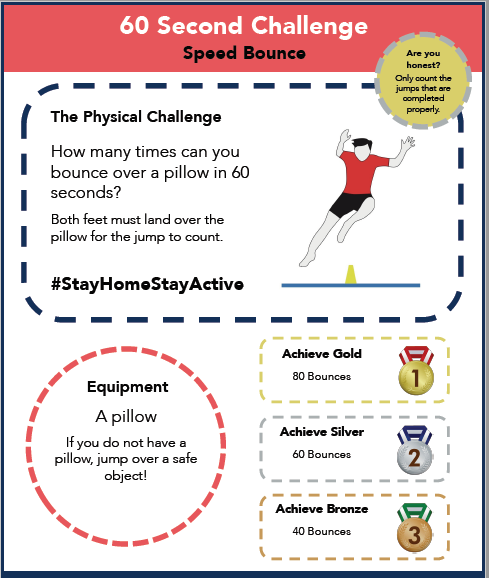 60 Second Challenge
Speed Bounce
Are you
honest?
Only count the
jumps that are
completed
properly.
The Physical Challenge
How many times can you
bounce over a pillow in 60
seconds?
Both feet must land over the
pillow for the jump to count.
#StayHomeStayActive
Equipment
A pillow
If you do not have a
pillow, jump over a safe
object!
Achieve Gold
80 Bounces
1
Achieve Silver
60 Bounces
2
Achieve Bronze
40 Bounces
3